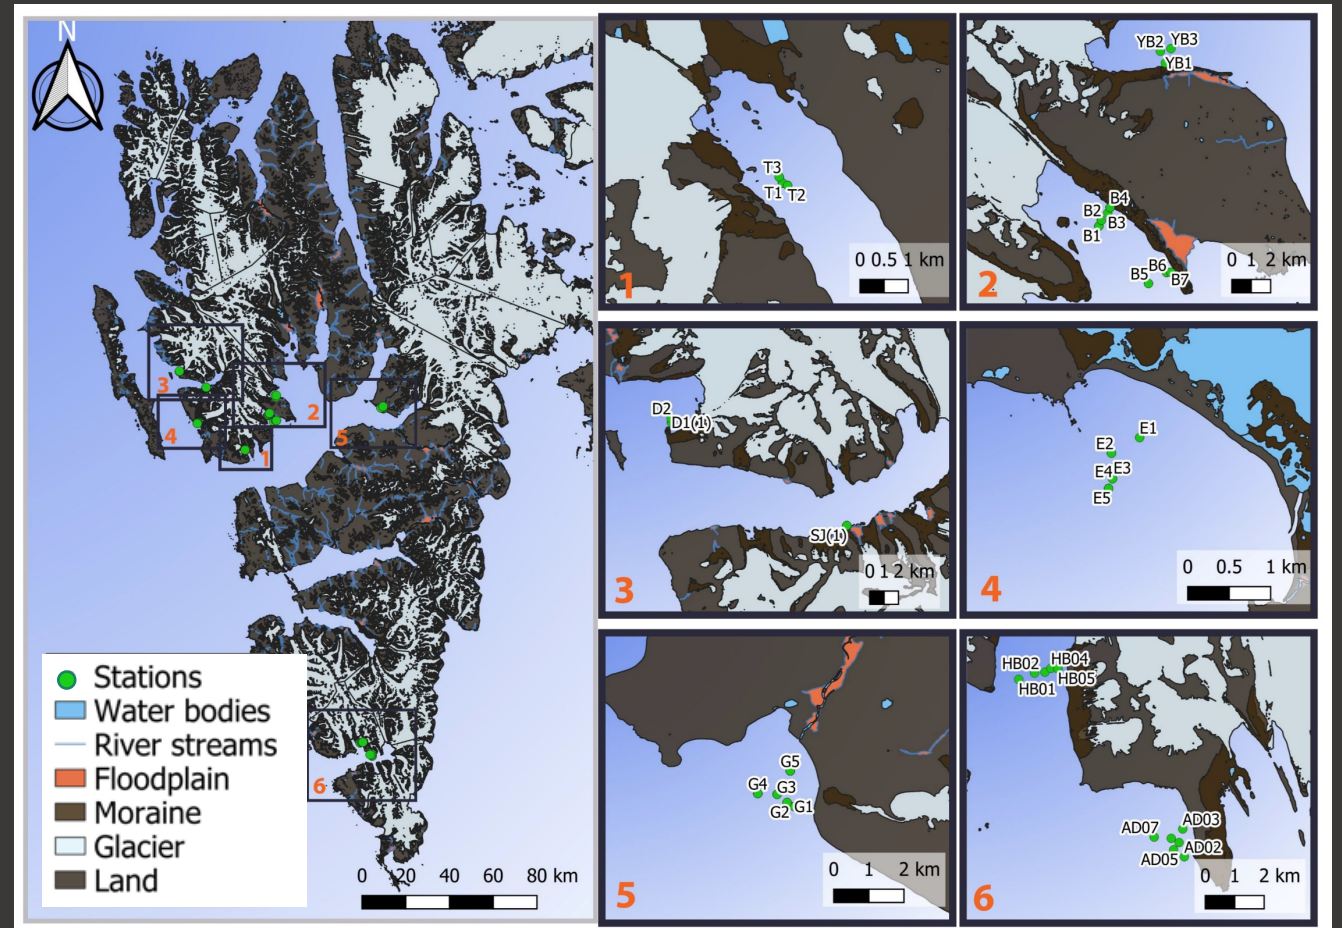 N
3
2
4
5
1
6
Stations
Water bodies
River streams
Floodplain
Moraine
Glacier
Land
0 20 40 60 80 km
T3
T1 T2
0 0.5 1 km
1
YB2 YB3
YB1
B4
B2
B3
B1
B6
B5
B7
0 1 2 km
2
D2
D1(1)
SJ(1)
0 1 2 km
3
E1
E2
E4 E3
E5
0 0.5 1 km
4
G5
G4 G3
G2 G1
0 1 2 km
5
HB02 HB04
HB05
HB01
AD03
AD07
AD02
AD05
0 1 2 km
6